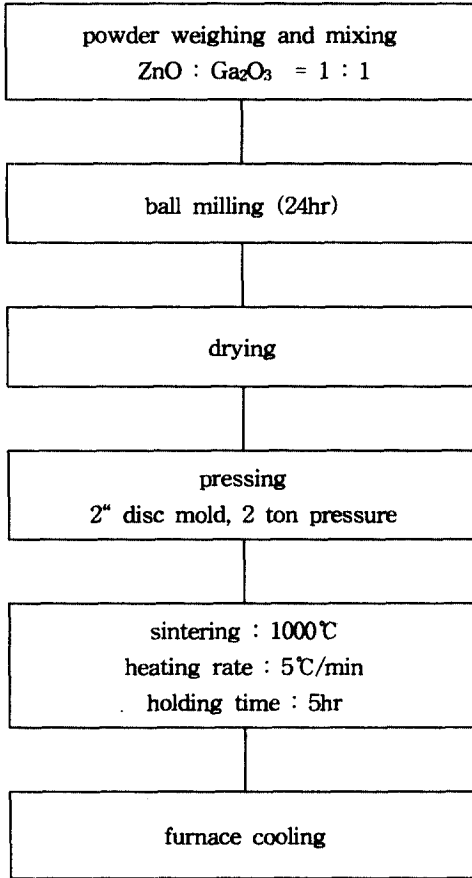 powder weighing and mixing
ZnO : Ga₂O₃ = 1 : 1
ball milling (24hr)
drying
pressing
2“ disc mold, 2 ton pressure
sintering : 1000℃
heating rate : 5℃/min
holding time : 5hr
furnace cooling